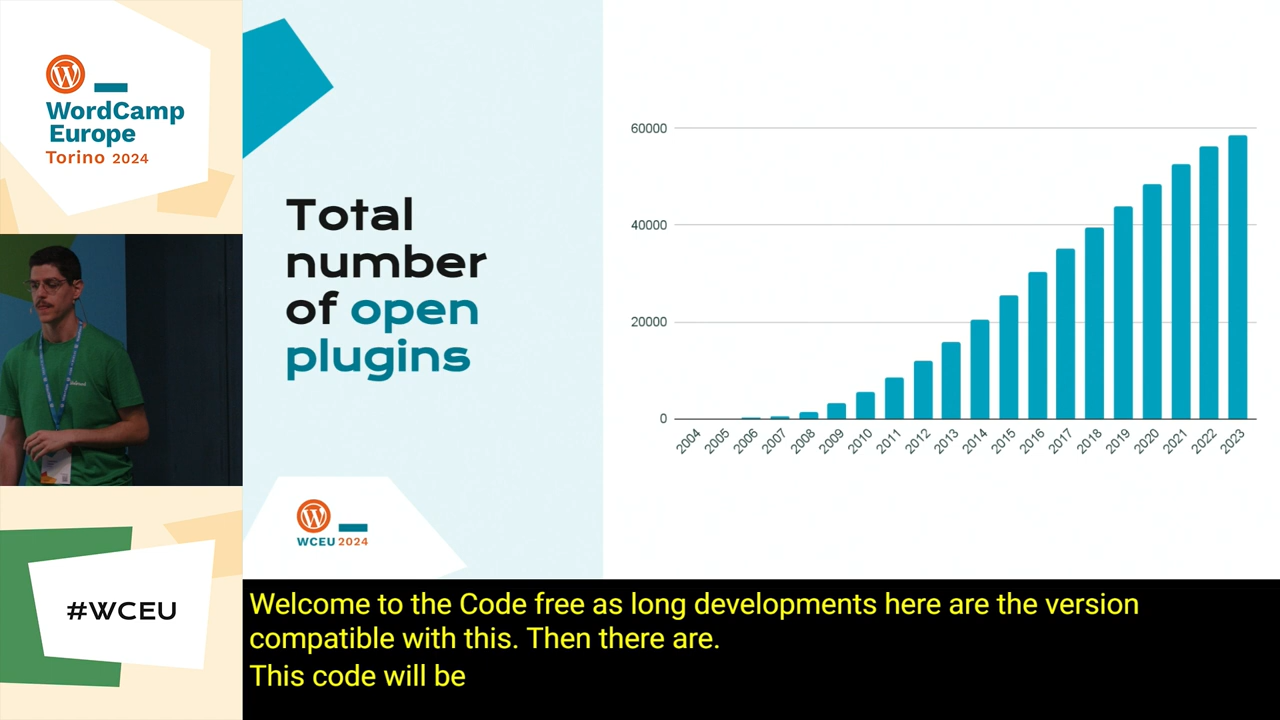 WordCamp
Europe
Torino 2024
#WCEU
Total
number
of open
plugins
WCEU 2024
60000
40000
20000
0
2004 2005 2006 2007 2008 2009 2010 2011 2012 2013 2014 2015 2016 2017 2018 2019 2020 2021 2022 2023
Welcome to the Code free as long developments here are the version
compatible with this. Then there are.
This code will be